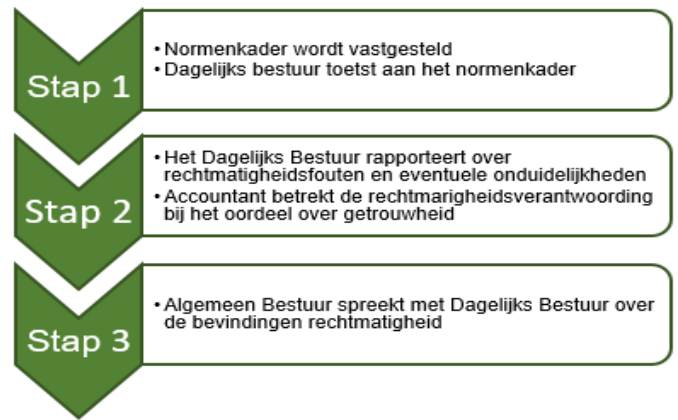 Stap 1
• Normenkader wordt vastgesteld
• Dagelijks bestuur toetst aan het normenkader
Stap 2
• Het Dagelijks Bestuur rapporteert over
rechtmatigheidsfouten en eventuele onduidelijkheden
• Accountant betrekt de rechtmarigheidsverantwoording
bij het oordeel over getrouwheid
Stap 3
• Algemeen Bestuur spreekt met Dagelijks Bestuur over
de bevindingen rechtmatigheid